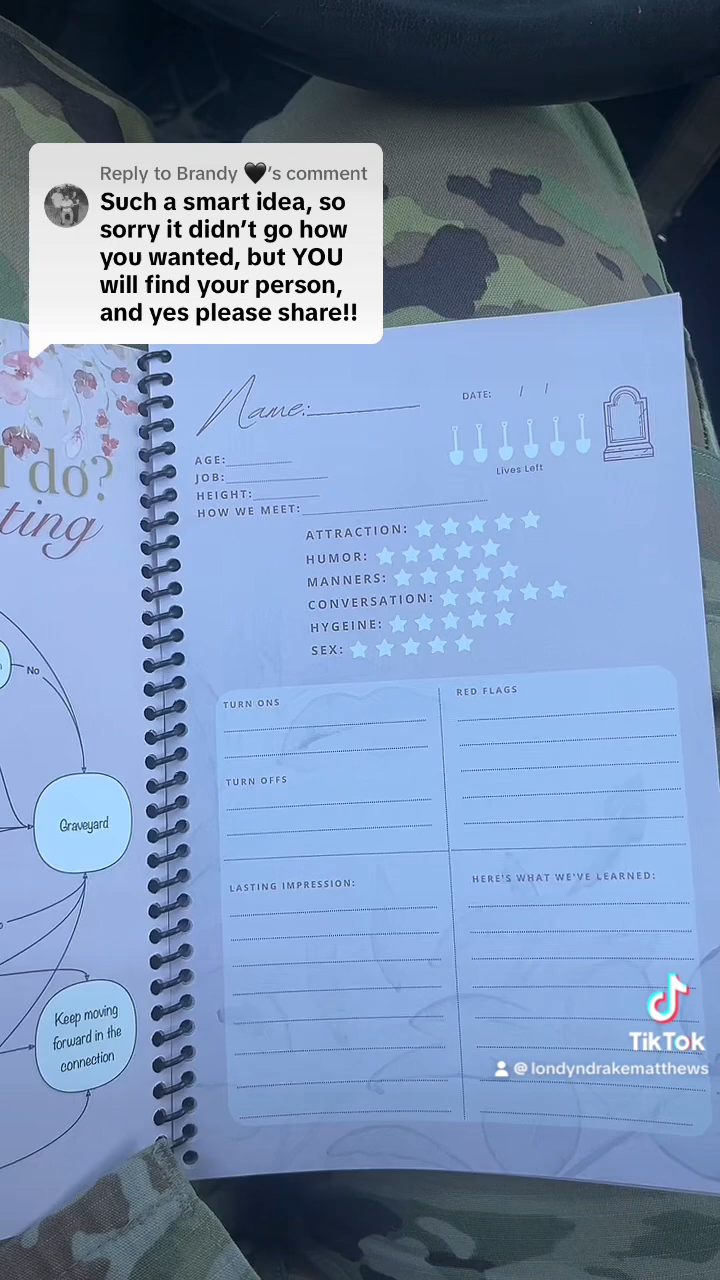 Reply to Brandy 🖤's comment
Such a smart idea, so
sorry it didn't go how
you wanted, but YOU
will find your person,
and yes please share!!
do?
ting
No
Graveyard
Keep moving
forward in the
connection
Name:
DATE: / /
Lives Left
AGE:
JOB:
HEIGHT:
HOW WE MEET:
ATTRACTION:
HUMOR:
MANNERS:
CONVERSATION:
HYGEINE:
SEX:
TURN ONS
RED FLAGS
TURN OFFS
LASTING IMPRESSION:
HERE'S WHAT WE'VE LEARNED:
TikTok
@londyndrakematthews